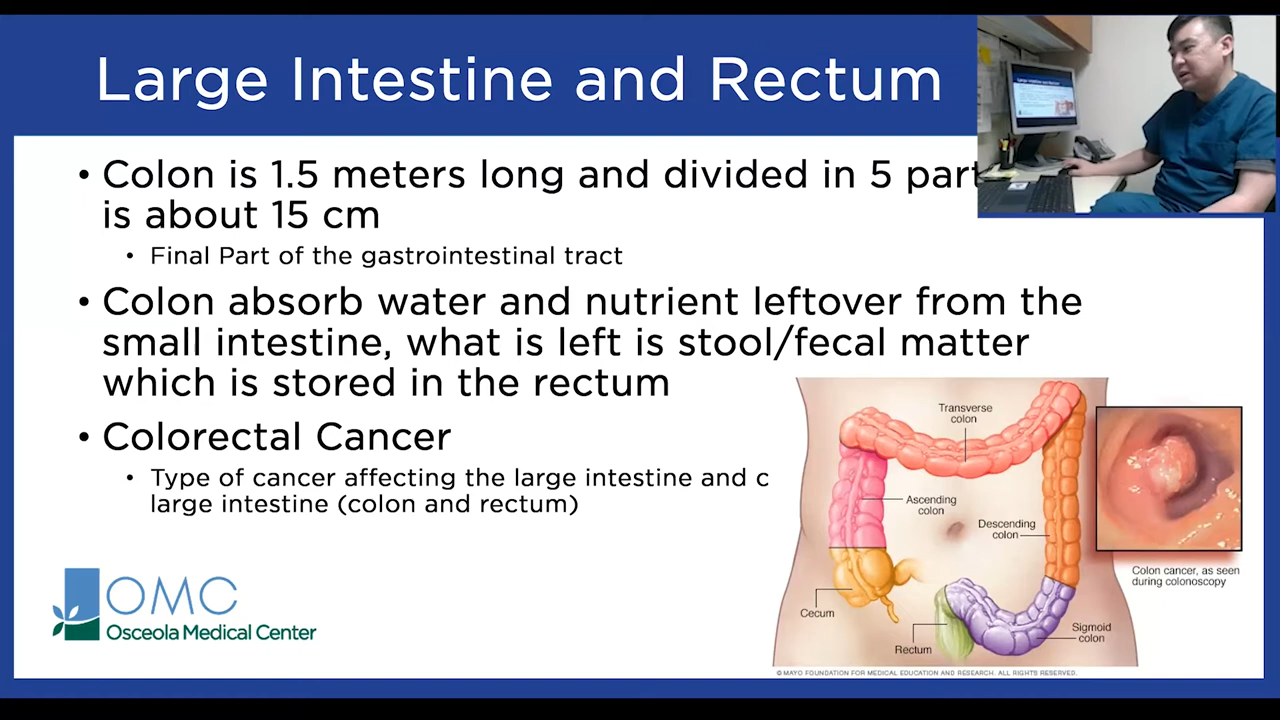 Large Intestine and Rectum
• Colon is 1.5 meters long and divided in 5 part
is about 15 cm
• Final Part of the gastrointestinal tract
• Colon absorb water and nutrient leftover from the
small intestine, what is left is stool/fecal matter
which is stored in the rectum
• Colorectal Cancer
• Type of cancer affecting the large intestine and c
large intestine (colon and rectum)
Transverse
colon
Ascending
colon
Descending
colon
Cecum
Rectum
Sigmoid
colon
Colon cancer, as seen
during colonoscopy
© MAYO FOUNDATION FOR MEDICAL EDUCATION AND RESEARCH. ALL RIGHTS RESERVED.
OMC
Osceola Medical Center